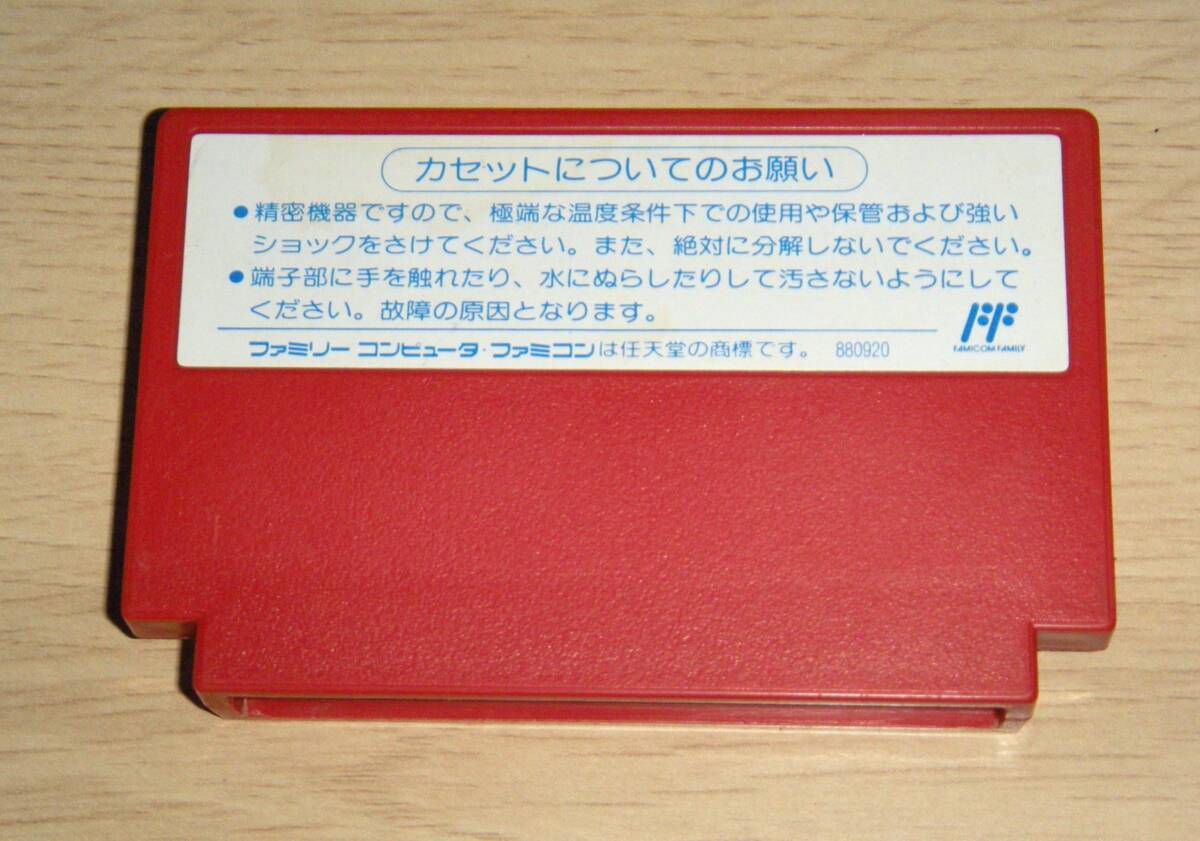 カセットについてのお願い
●精密機器ですので、極端な温度条件下での使用や保管および強い
ショックをさけてください。また、絶対に分解しないでください。
●端子部に手を触れたり、水にぬらしたりして汚さないようにして
ください。故障の原因となります。
FF
FAMICOM FAMILY
ファミリー コンピュータ・ファミコンは任天堂の商標です。 880920